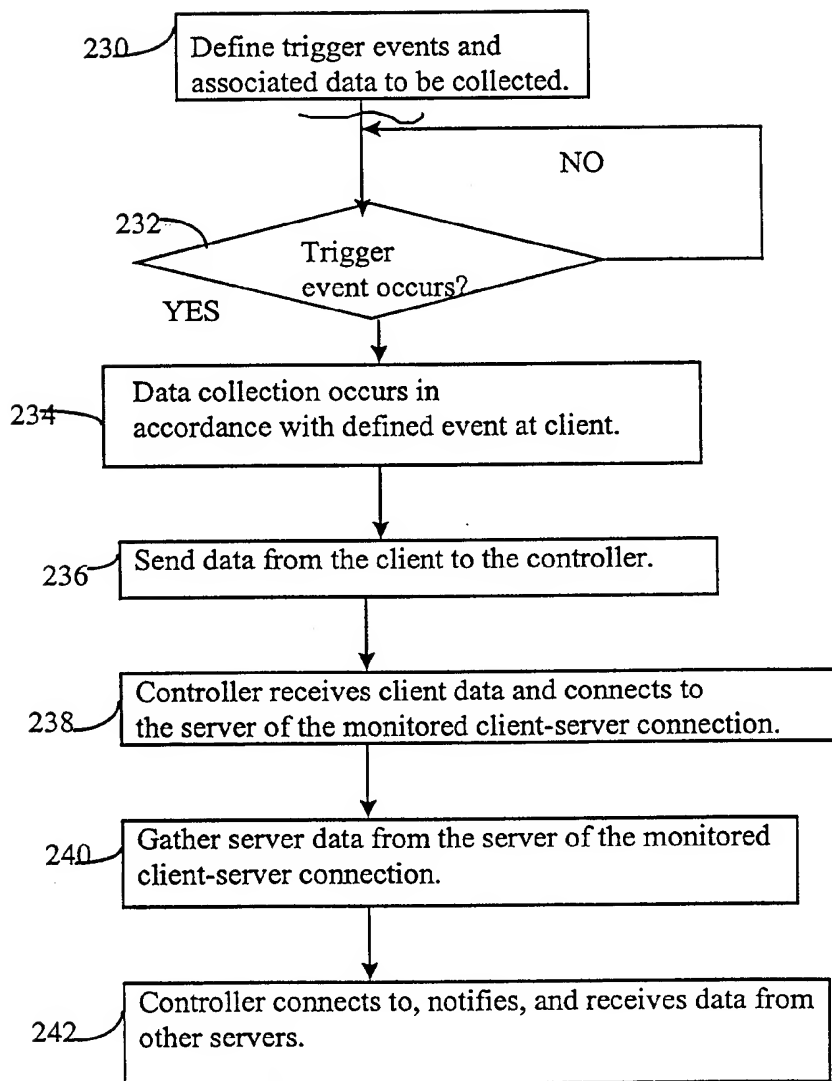 230
Define trigger events and
associated data to be collected.
NO
232
Trigger
event occurs?
YES
234
Data collection occurs in
accordance with defined event at client.
236
Send data from the client to the controller.
238
Controller receives client data and connects to
the server of the monitored client-server connection.
240
Gather server data from the server of the monitored
client-server connection.
242
Controller connects to, notifies, and receives data from
other servers.